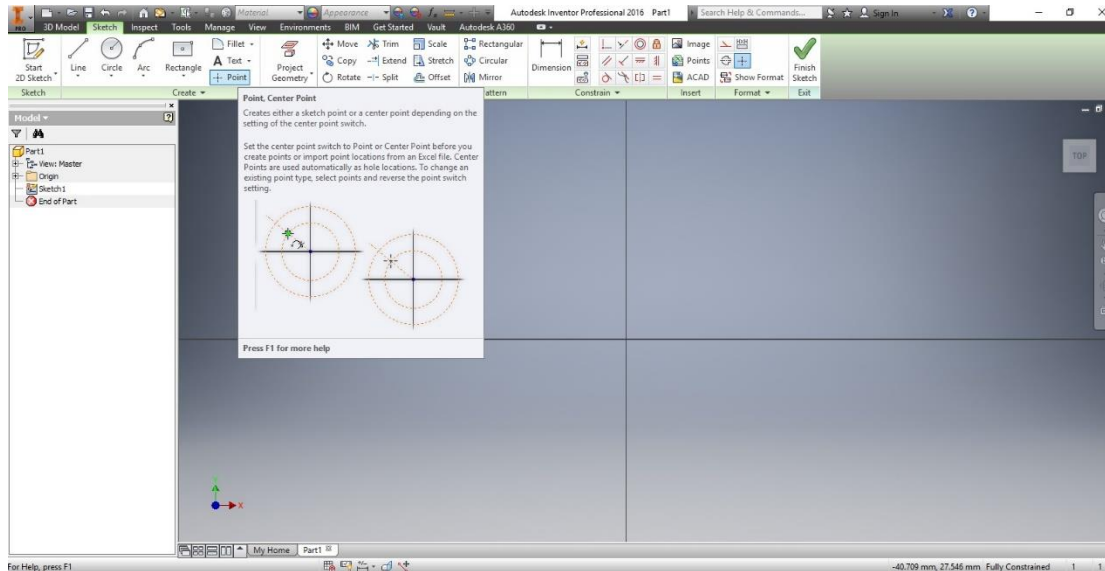 Material
Appearance
Autodesk Inventor Professional 2016 Part1
Search Help & Commands...
Sign In
PRO
3D Model Sketch Inspect Tools Manage View Environments BIM Get Started Vault Autodesk A360
Start
2D Sketch
Line
Circle
Arc
Rectangle
Fillet
Text
Point
Project
Geometry
Move
Copy
Rotate
Trim
Extend
Split
Scale
Stretch
Offset
Rectangular
Circular
Mirror
Dimension
Image
Points
ACAD
Show Format
Finish
Sketch
Sketch
Create
attern
Constrain
Insert
Format
Exit
Model
Part1
View: Master
Origin
Sketch1
End of Part
Point, Center Point
Creates either a sketch point or a center point depending on the
setting of the center point switch.
Set the center point switch to Point or Center Point before you
create points or import point locations from an Excel file. Center
Points are used automatically as hole locations. To change an
existing point type, select points and reverse the point switch
setting.
Press F1 for more help
TOP
Y
X
My Home
Part1
For Help, press F1
-40.709 mm, 27.546 mm Fully Constrained 1 1